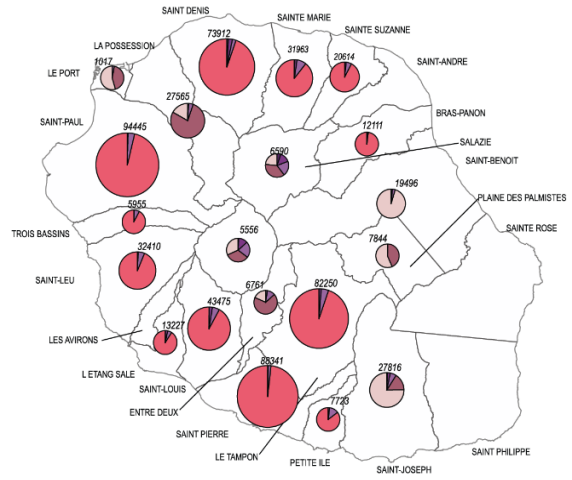 SAINT DENIS
SAINTE MARIE
SAINTE SUZANNE
73912
LA POSSESSION
31963
20614
SAINT-ANDRE
LE PORT
1017
27565
BRAS-PANON
SAINT-PAUL
94445
12111
SALAZIE
6590
SAINT-BENOIT
19496
PLAINE DES PALMISTES
5955
SAINTE ROSE
TROIS BASSINS
5556
7844
32410
SAINT-LEU
6761
82250
43475
13227
LES AVIRONS
88341
27816
L ETANG SALE
SAINT-LOUIS
7723
ENTRE DEUX
SAINT PIERRE
LE TAMPON
PETITE ILE
SAINT-JOSEPH
SAINT PHILIPPE